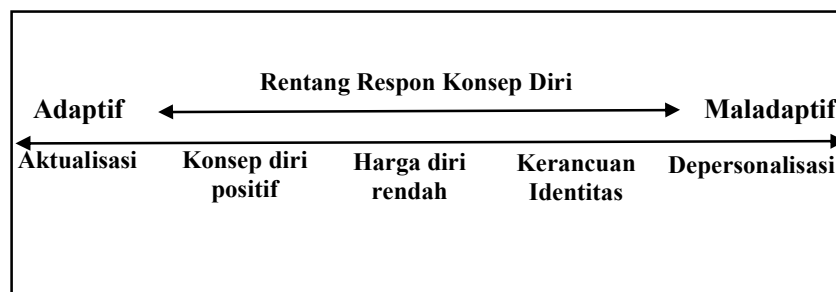 Rentang Respon Konsep Diri
Adaptif Maladaptif
Aktualisasi Konsep diri Harga diri Kerancuan Depersonalisasi
positif rendah Identitas